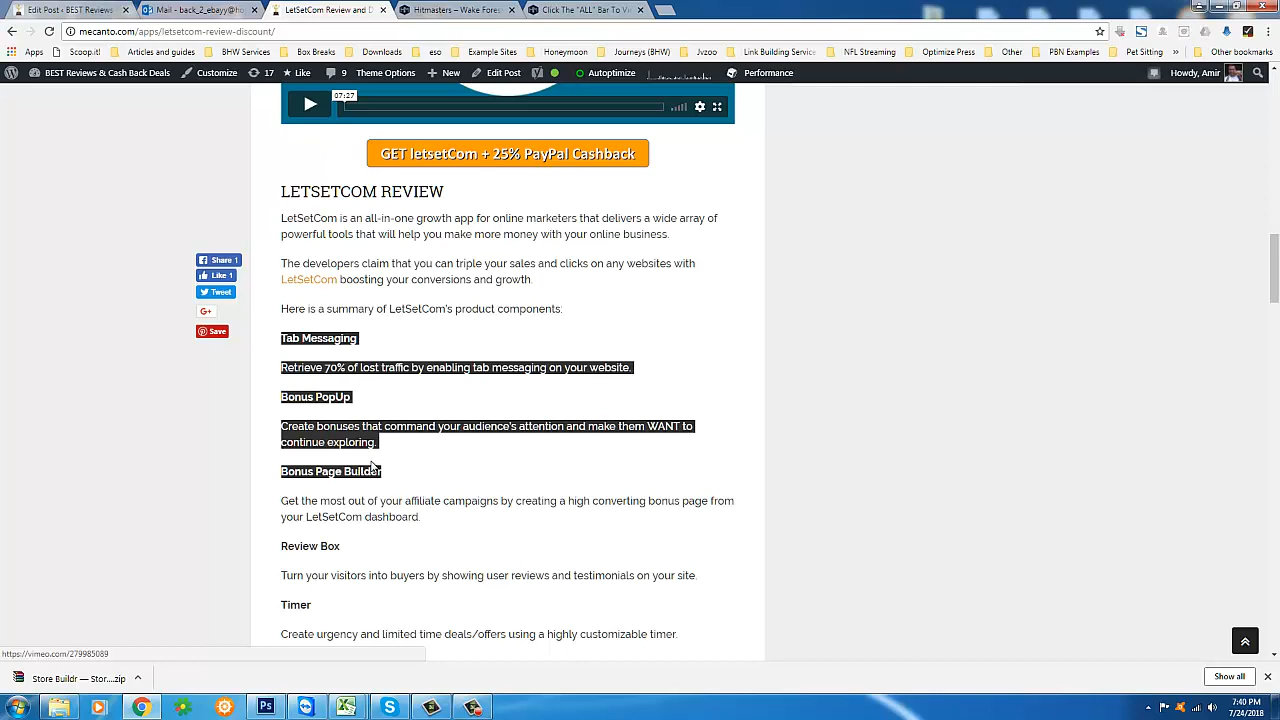 Edit Post ‹ BEST Reviews
Mail - back_2_ebayy@ho
LetSetCom Review and D
Hitmasters – Wake Fores
Click The "ALL" Bar To Vi
mecanto.com/apps/letsetcom-review-discount/
Apps
Scoop.it!
Articles and guides
BHW Services
Box Breaks
Downloads
eso
Example Sites
Honeymoon
Journeys (BHW)
Jvzoo
Link Building Service
NFL Streaming
Optimize Press
Other
PBN Examples
Pet Sitting
»
Other bookmarks
BEST Reviews & Cash Back Deals
Customize
17
Like
9
Theme Options
New
Edit Post
Autoptimize
Performance
Howdy, Amir
07:27
GET letsetCom + 25% PayPal Cashback
LETSETCOM REVIEW
LetSetCom is an all-in-one growth app for online marketers that delivers a wide array of
powerful tools that will help you make more money with your online business.
The developers claim that you can triple your sales and clicks on any websites with
LetSetCom boosting your conversions and growth.
Here is a summary of LetSetCom's product components:
Tab Messaging
Retrieve 70% of lost traffic by enabling tab messaging on your website.
Bonus PopUp
Create bonuses that command your audience's attention and make them WANT to
continue exploring.
Bonus Page Builder
Get the most out of your affiliate campaigns by creating a high converting bonus page from
your LetSetCom dashboard.
Review Box
Turn your visitors into buyers by showing user reviews and testimonials on your site.
Timer
Create urgency and limited time deals/offers using a highly customizable timer.
Share 1
Like 1
Tweet
G+
Save
https://vimeo.com/279985089
Store Buildr — Stor....zip
Show all
7:40 PM
7/24/2018